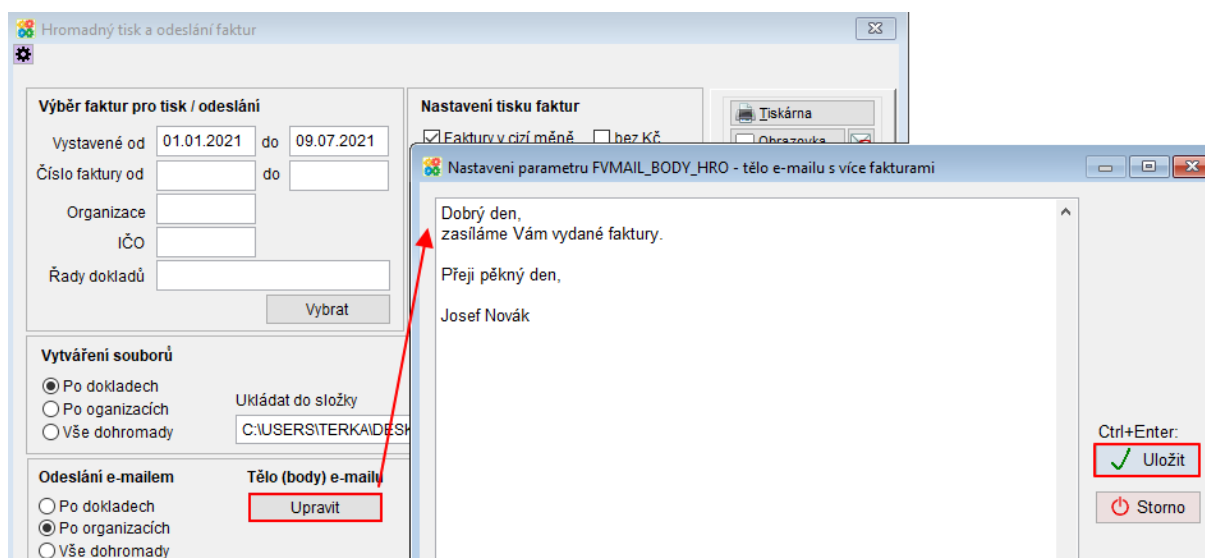 Hromadný tisk a odeslání faktur
Výběr faktur pro tisk / odeslání
Vystavené od 01.01.2021 do 09.07.2021
Číslo faktury od do
Organizace
IČO
Řady dokladů
Vybrat
Nastavení tisku faktur
Faktury v cizí měně bez Kč
Tiskárna
Obrazovka
Vytváření souborů
Po dokladech
Po oganizacích
Vše dohromady
Ukládat do složky
C:\USERS\TERKA\DESK
Odeslání e-mailem
Po dokladech
Po organizacích
Vše dohromady
Tělo (body) e-mailu
Upravit
Nastaveni parametru FVMAIL_BODY_HRO - tělo e-mailu s více fakturami
Dobrý den,
zasíláme Vám vydané faktury.
Přeji pěkný den,
Josef Novák
Ctrl+Enter:
Uložit
Storno